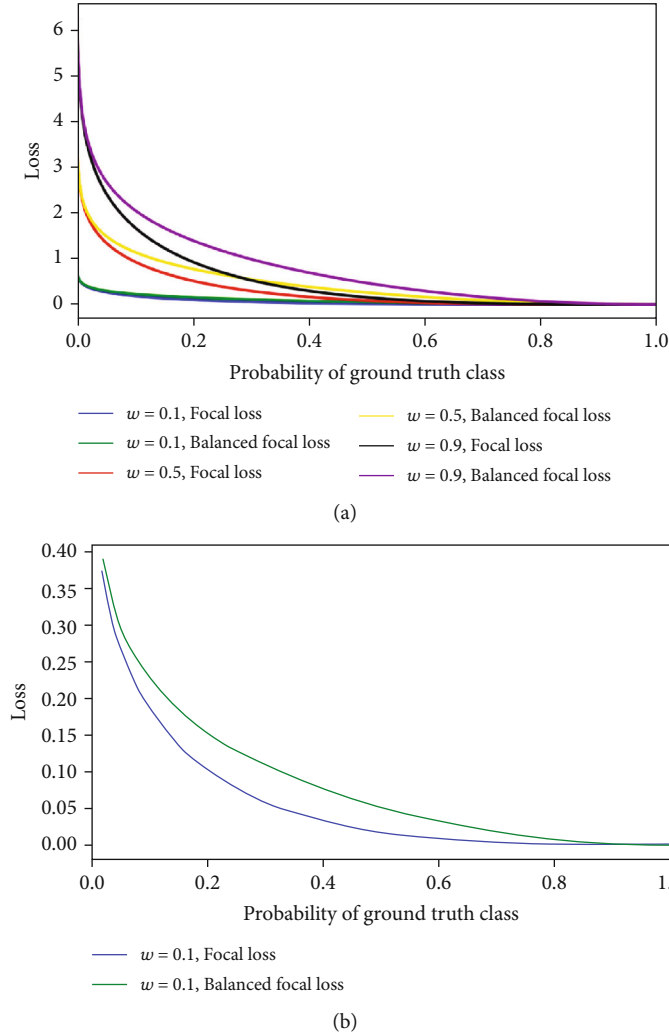 6
5
4
3
2
1
0
Loss
0.0 0.2 0.4 0.6 0.8 1.0
Probability of ground truth class
w = 0.1, Focal loss
w = 0.1, Balanced focal loss
w = 0.5, Focal loss
w = 0.5, Balanced focal loss
w = 0.9, Focal loss
w = 0.9, Balanced focal loss
(a)
0.40
0.35
0.30
0.25
0.20
0.15
0.10
0.05
0.00
Loss
0.0 0.2 0.4 0.6 0.8 1.
Probability of ground truth class
w = 0.1, Focal loss
w = 0.1, Balanced focal loss
(b)